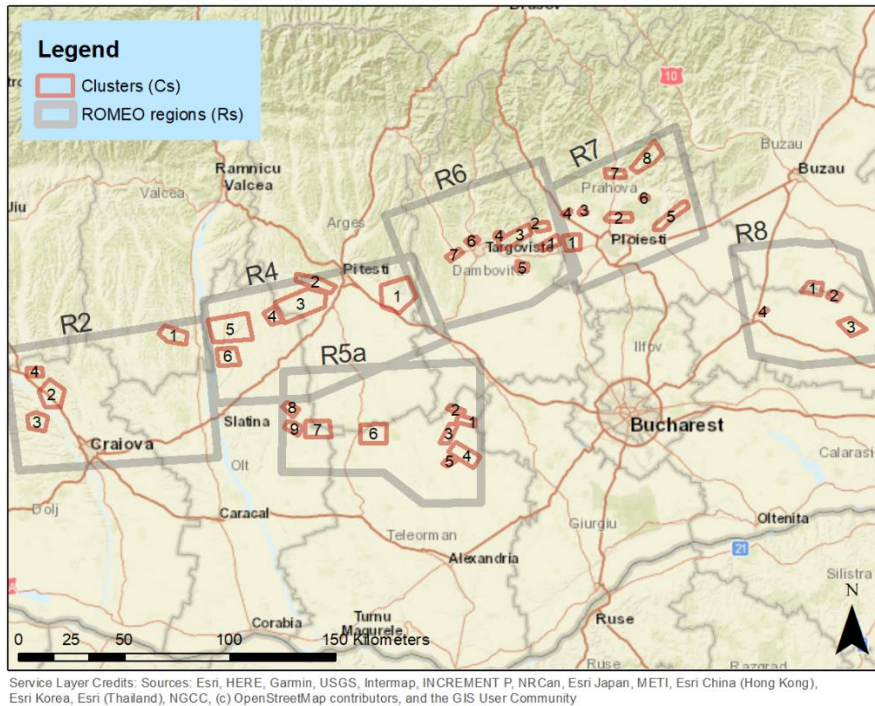 Brasov
Legend
Clusters (Cs)
ROMEO regions (Rs)
10
Ramnicu
Valcea
Valcea
Jiu
Arges
Pitesti
R6
R7
8
7
Prahova
6
4 3
2
5
Ploiesti
1
Buzau
Buzau
6 4 3 2
Targoviste
1
7
Dambovita
5
R8
1
2
4
3
Ilfov
R4
2
1
3
4
5
6
R2
1
4
2
3
Craiova
Slatina
Olt
Dolj
Caracal
R5a
8
9
7
6
2
1
3
4
5
Bucharest
Calarasi
Teleorman
Giurgiu
Oltenita
Alexandria
21
Silistra
Corabia
Turnu
Magurele
Ruse
Ruse
Razgrad
N
0 25 50 100 150 Kilometers
Service Layer Credits: Sources: Esri, HERE, Garmin, USGS, Intermap, INCREMENT P, NRCan, Esri Japan, METI, Esri China (Hong Kong),
Esri Korea, Esri (Thailand), NGCC, (c) OpenStreetMap contributors, and the GIS User Community